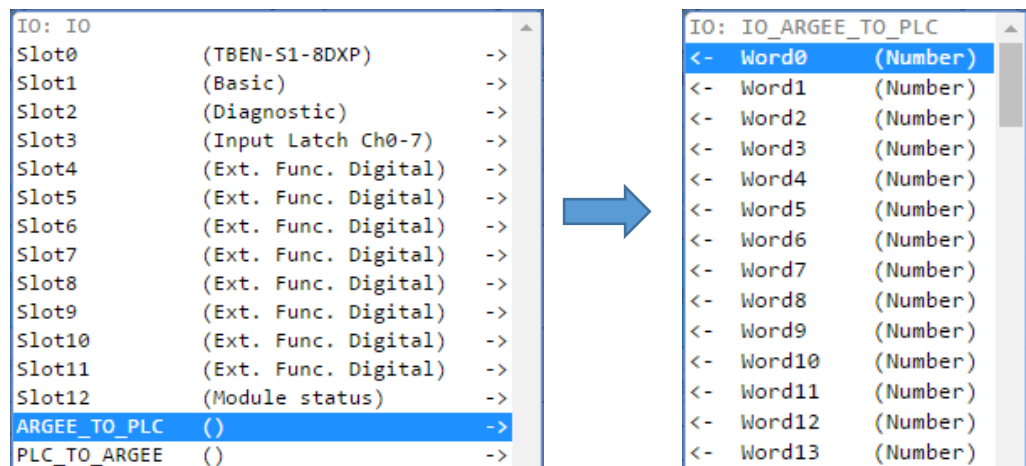 IO: IO
Slot0 (TBEN-S1-8DXP) ->
Slot1 (Basic) ->
Slot2 (Diagnostic) ->
Slot3 (Input Latch Ch0-7) ->
Slot4 (Ext. Func. Digital) ->
Slot5 (Ext. Func. Digital) ->
Slot6 (Ext. Func. Digital) ->
Slot7 (Ext. Func. Digital) ->
Slot8 (Ext. Func. Digital) ->
Slot9 (Ext. Func. Digital) ->
Slot10 (Ext. Func. Digital) ->
Slot11 (Ext. Func. Digital) ->
Slot12 (Module status) ->
ARGEE_TO_PLC () ->
PLC_TO_ARGEE () ->
IO: IO_ARGEE_TO_PLC
<- Word0 (Number)
<- Word1 (Number)
<- Word2 (Number)
<- Word3 (Number)
<- Word4 (Number)
<- Word5 (Number)
<- Word6 (Number)
<- Word7 (Number)
<- Word8 (Number)
<- Word9 (Number)
<- Word10 (Number)
<- Word11 (Number)
<- Word12 (Number)
<- Word13 (Number)